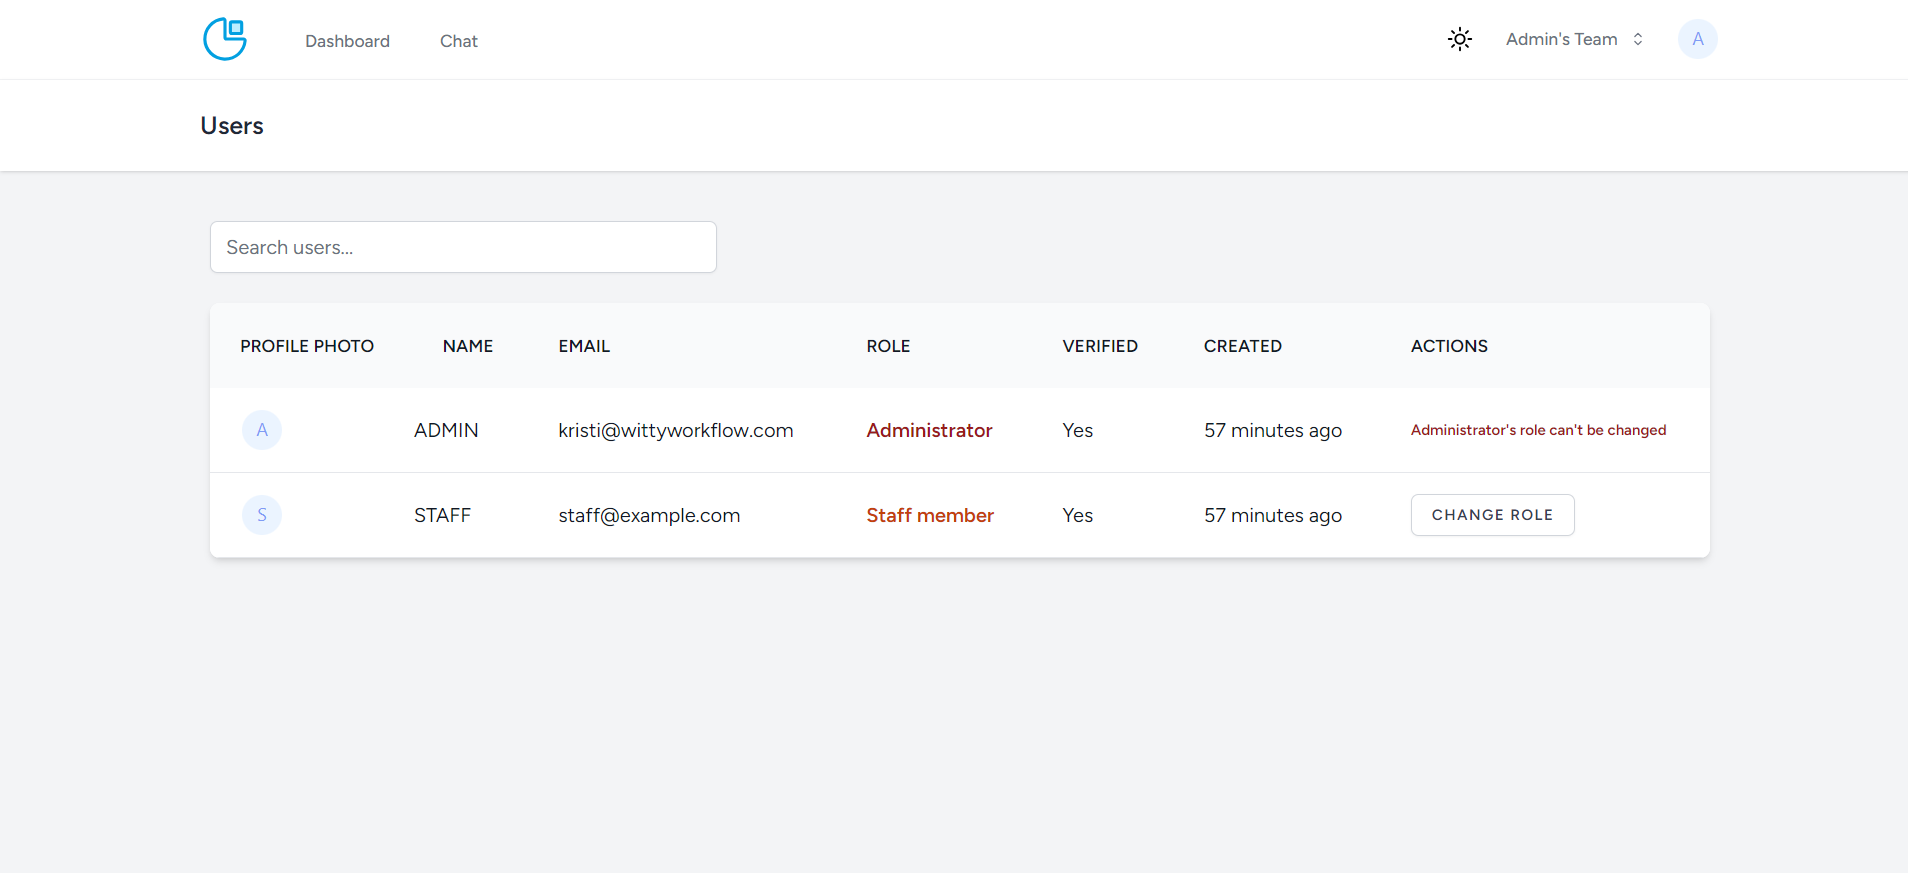 Dashboard Chat Admin's Team A
Users
Search users...
PROFILE PHOTO NAME EMAIL ROLE VERIFIED CREATED ACTIONS
A ADMIN kristi@wittyworkflow.com Administrator Yes 57 minutes ago Administrator's role can't be changed
S STAFF staff@example.com Staff member Yes 57 minutes ago CHANGE ROLE